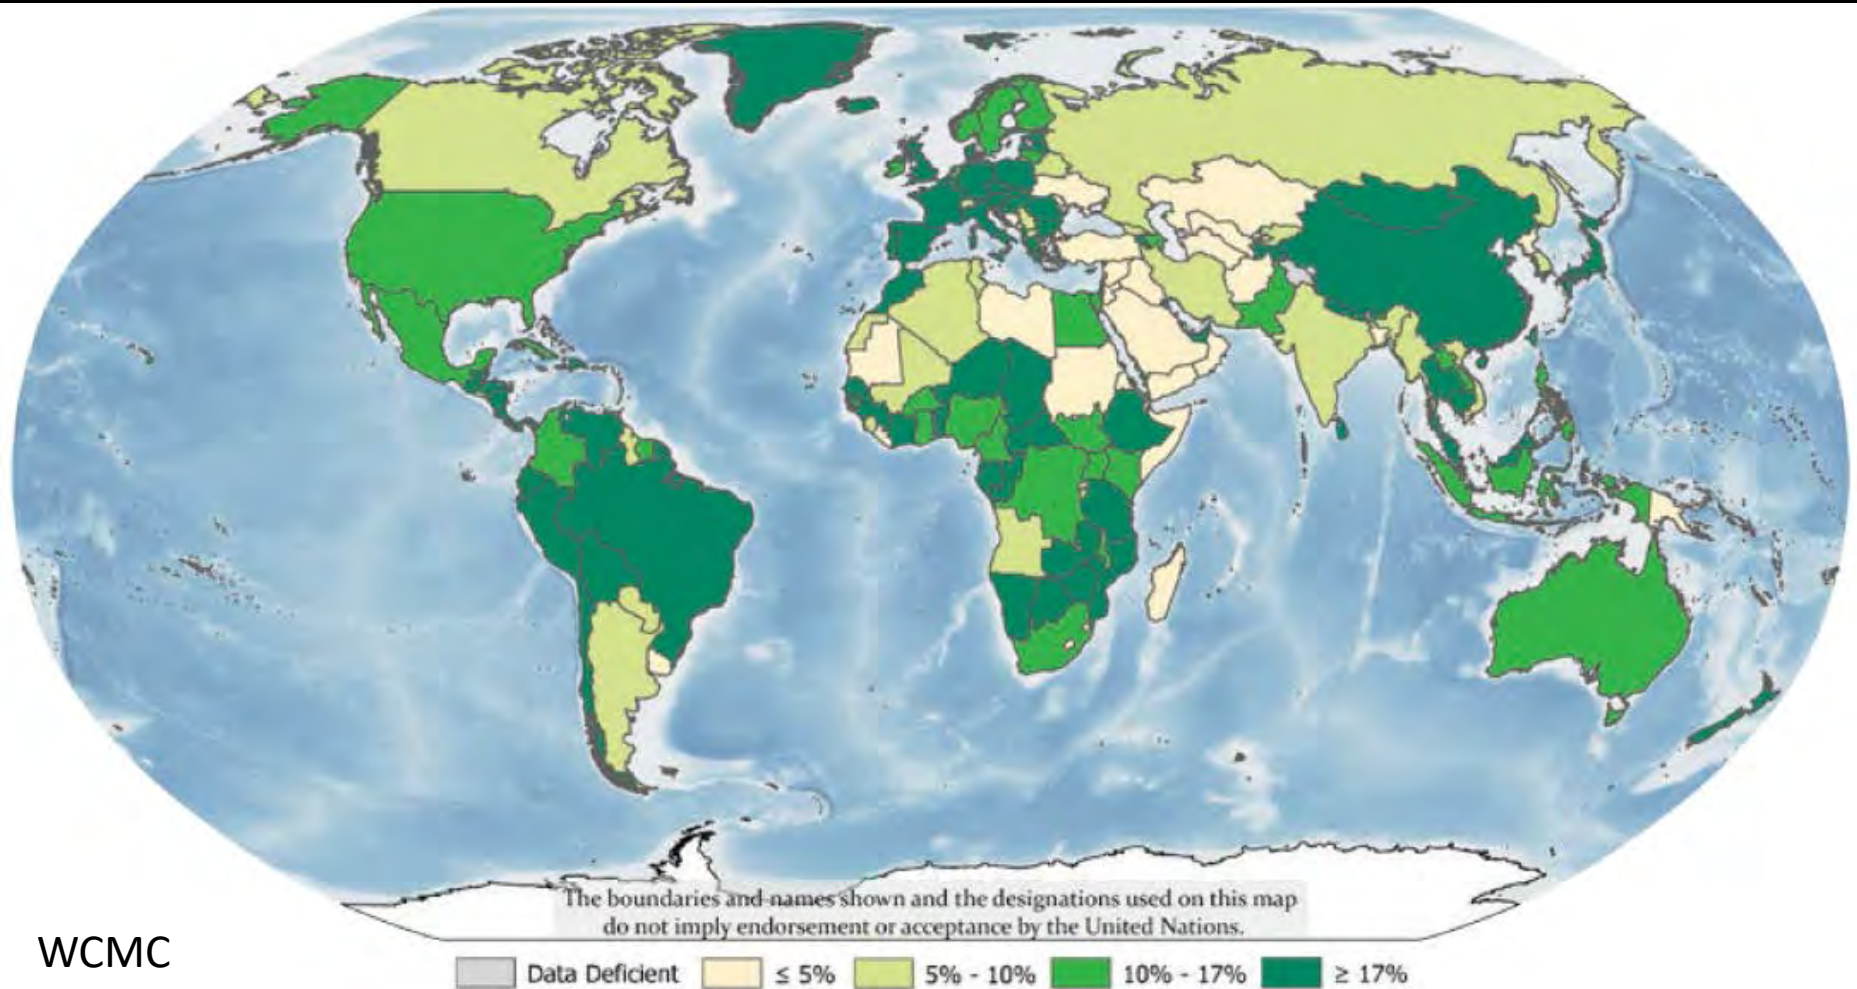 The boundaries and names shown and the designations used on this map
do not imply endorsement or acceptance by the United Nations.
WCMC
Data Deficient ≤ 5% 5% - 10% 10% - 17% ≥ 17%